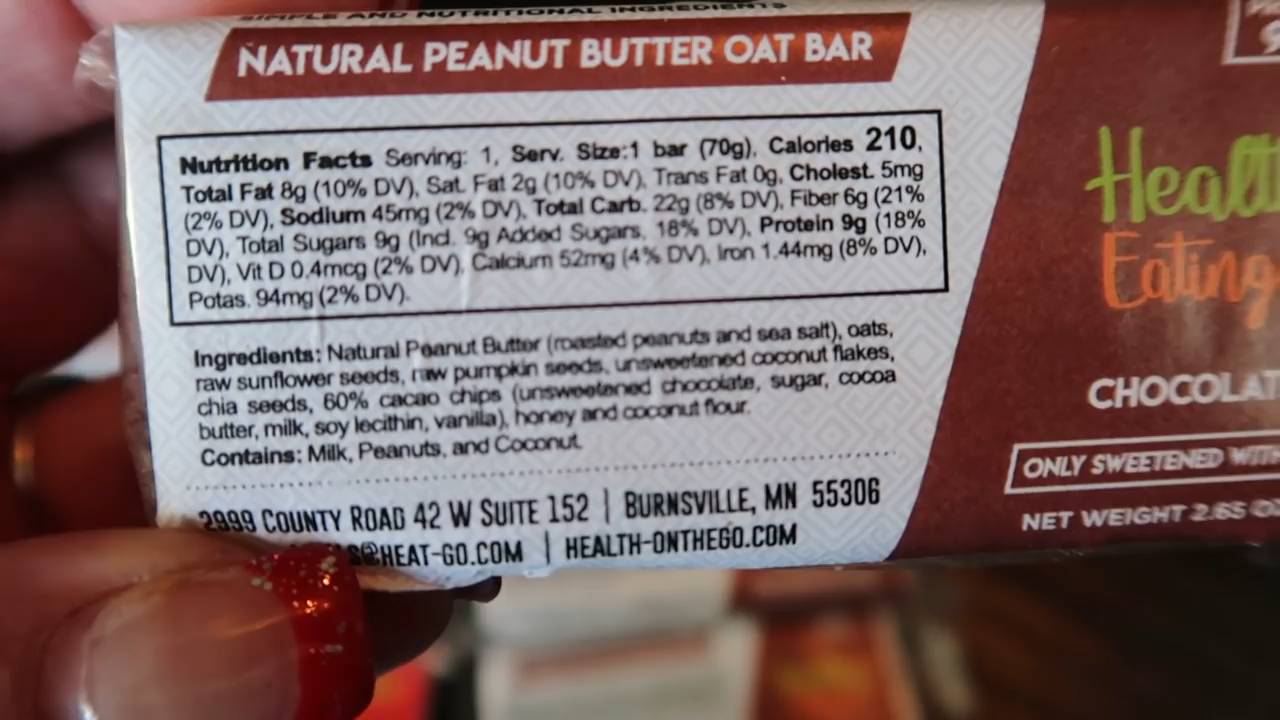 SIMPLE AND NUTRITIONAL INGREDIENTS
NATURAL PEANUT BUTTER OAT BAR
Nutrition Facts Serving: 1, Serv. Size:1 bar (70g), Calories 210,
Total Fat 8g (10% DV), Sat. Fat 2g (10% DV), Trans Fat 0g, Cholest. 5mg
(2% DV), Sodium 45mg (2% DV), Total Carb. 22g (8% DV), Fiber 6g (21%
DV), Total Sugars 9g (Incl. 9g Added Sugars, 18% DV), Protein 9g (18%
DV), Vit D 0.4mcg (2% DV), Calcium 52mg (4% DV), Iron 1.44mg (8% DV),
Potas. 94mg (2% DV).
Ingredients: Natural Peanut Butter (roasted peanuts and sea salt), oats,
raw sunflower seeds, raw pumpkin seeds, unsweetened coconut flakes,
chia seeds, 60% cacao chips (unsweetened chocolate, sugar, cocoa
butter, milk, soy lecithin, vanilla), honey and coconut flour.
Contains: Milk, Peanuts, and Coconut.
2999 COUNTY ROAD 42 W SUITE 152 | BURNSVILLE, MN 55306
S@HEAT-GO.COM | HEALTH-ONTHEGO.COM
Healt
Eating
CHOCOLAT
ONLY SWEETENED WITH
NET WEIGHT 2.65 O